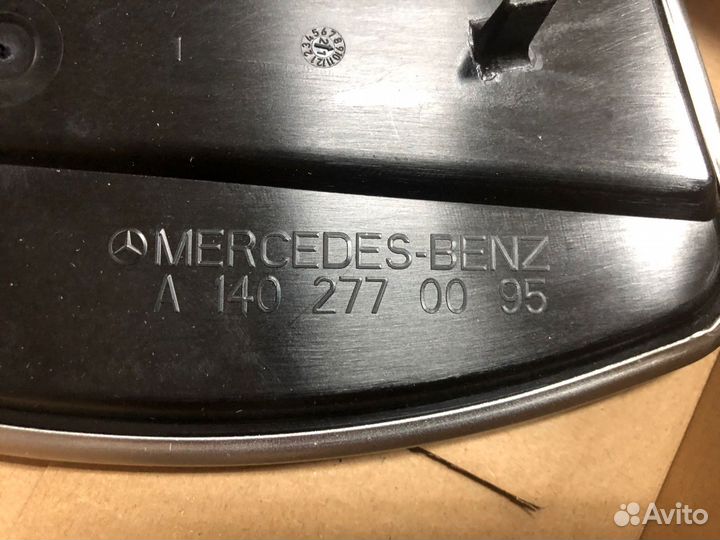 MERCEDES-BENZ
A 140 277 00 95
Avito